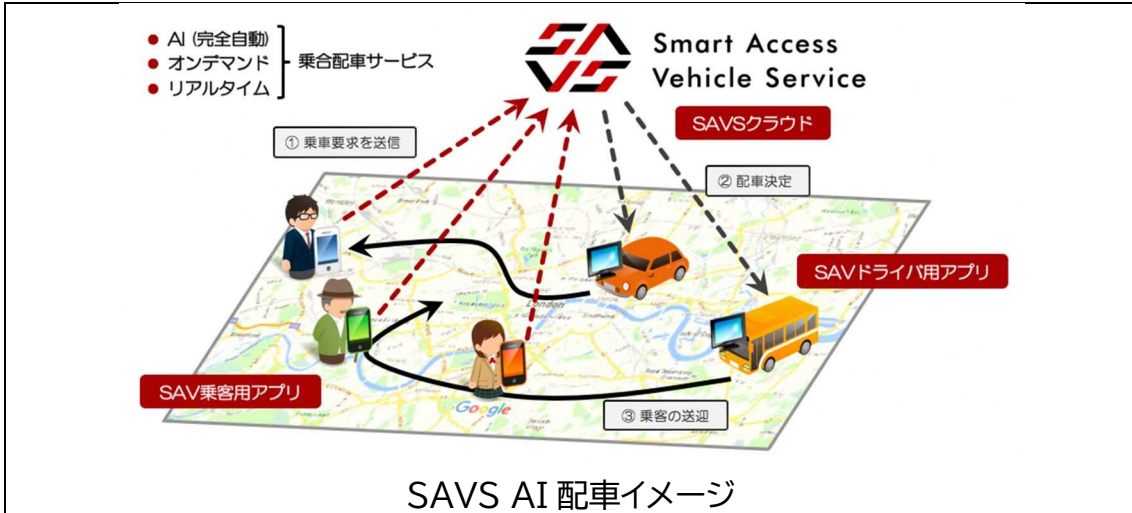 AI (完全自動)
オンデマンド
リアルタイム
乗合配車サービス
Smart Access
Vehicle Service
SAVSクラウド
① 乗車要求を送信
② 配車決定
SAVドライバ用アプリ
London
SAV乗客用アプリ
Google
③ 乗客の送迎
SAVS AI 配車イメージ